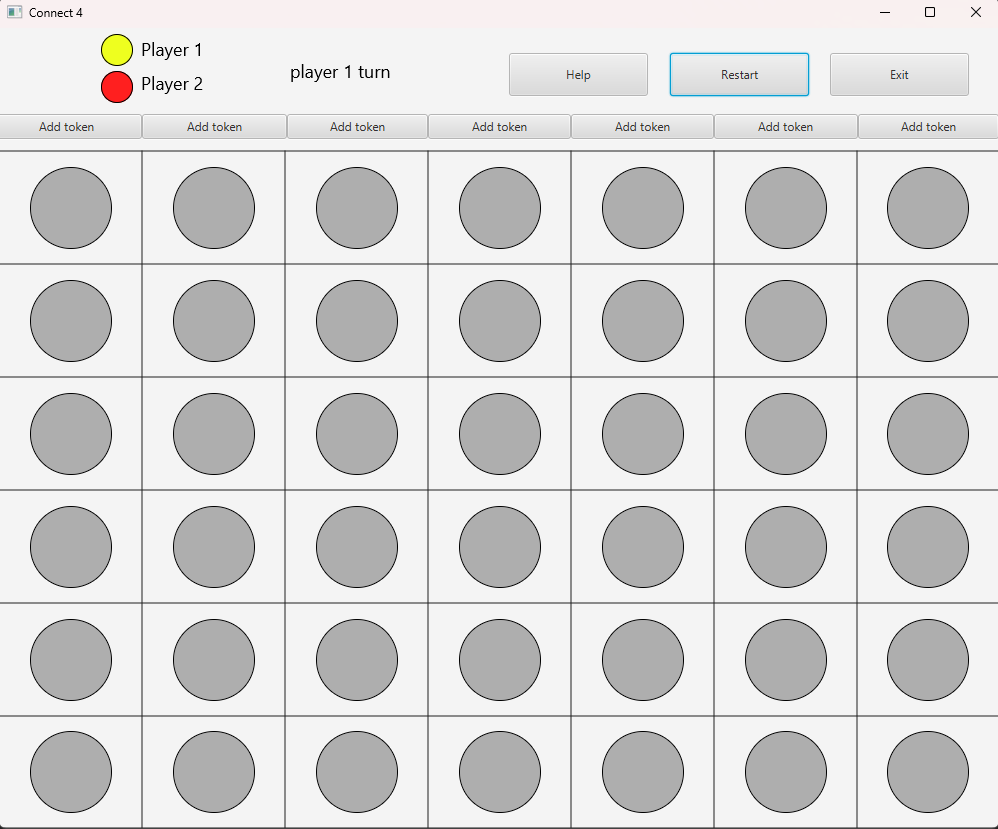 Connect 4
Player 1
Player 2
player 1 turn
Help
Restart
Exit
Add token
Add token
Add token
Add token
Add token
Add token
Add token